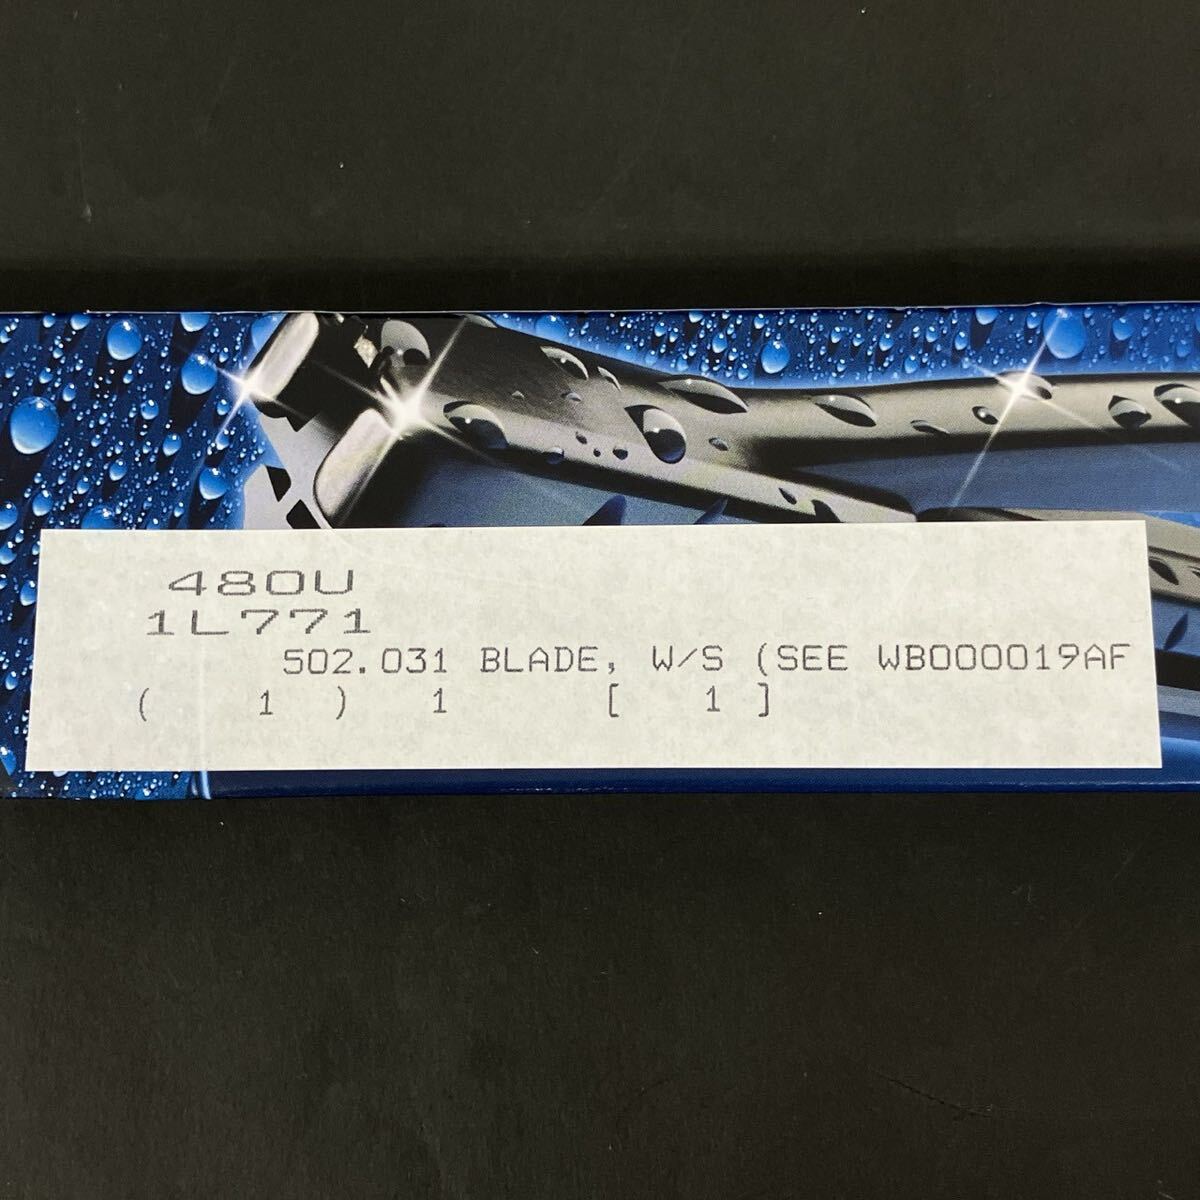 480U
1L771
502.031 BLADE, W/S (SEE WB000019AF
( 1 ) 1 [ 1 ]